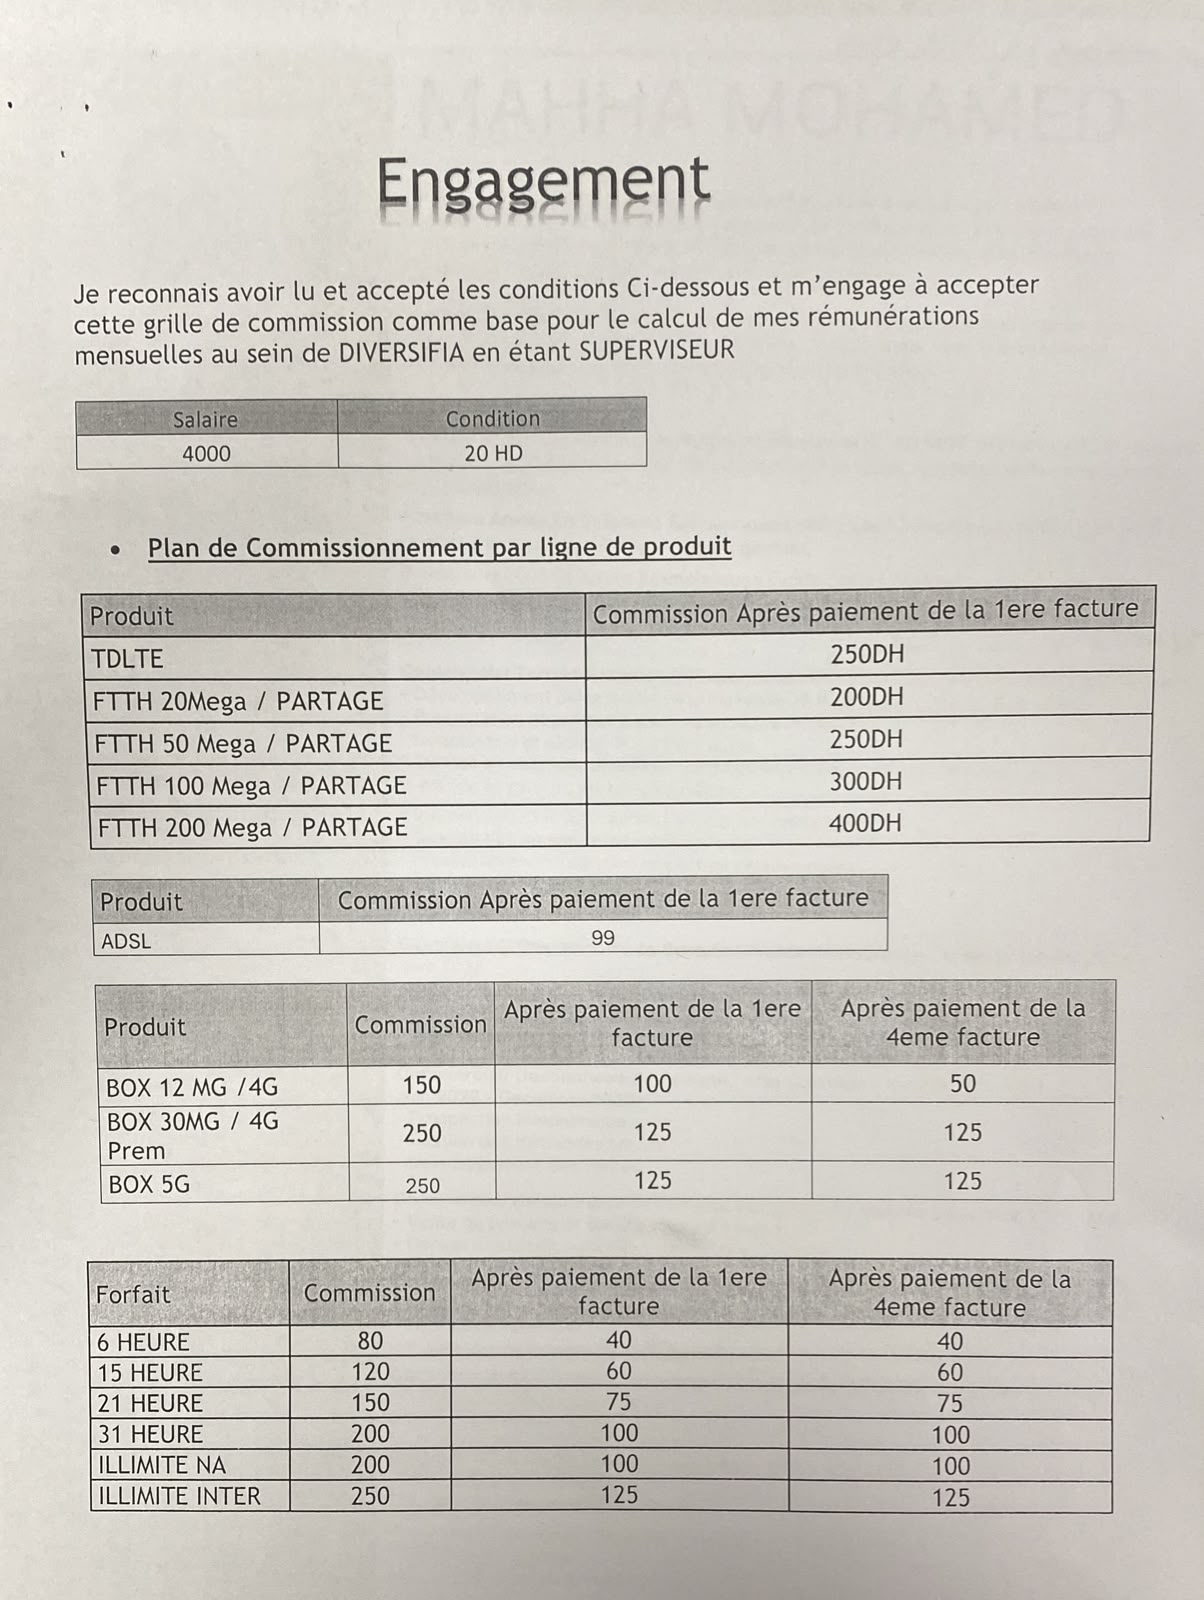 Engagement
Je reconnais avoir lu et accepté les conditions Ci-dessous et m'engage à accepter
cette grille de commission comme base pour le calcul de mes rémunérations
mensuelles au sein de DIVERSIFIA en étant SUPERVISEUR
Salaire Condition
4000 20 HD
• Plan de Commissionnement par ligne de produit
Produit Commission Après paiement de la 1ere facture
TDLTE 250DH
FTTH 20Mega / PARTAGE 200DH
FTTH 50 Mega / PARTAGE 250DH
FTTH 100 Mega / PARTAGE 300DH
FTTH 200 Mega / PARTAGE 400DH
Produit Commission Après paiement de la 1ere facture
ADSL 99
Produit Commission Après paiement de la 1ere facture Après paiement de la 4eme facture
BOX 12 MG /4G 150 100 50
BOX 30MG / 4G Prem 250 125 125
BOX 5G 250 125 125
Forfait Commission Après paiement de la 1ere facture Après paiement de la 4eme facture
6 HEURE 80 40 40
15 HEURE 120 60 60
21 HEURE 150 75 75
31 HEURE 200 100 100
ILLIMITE NA 200 100 100
ILLIMITE INTER 250 125 125